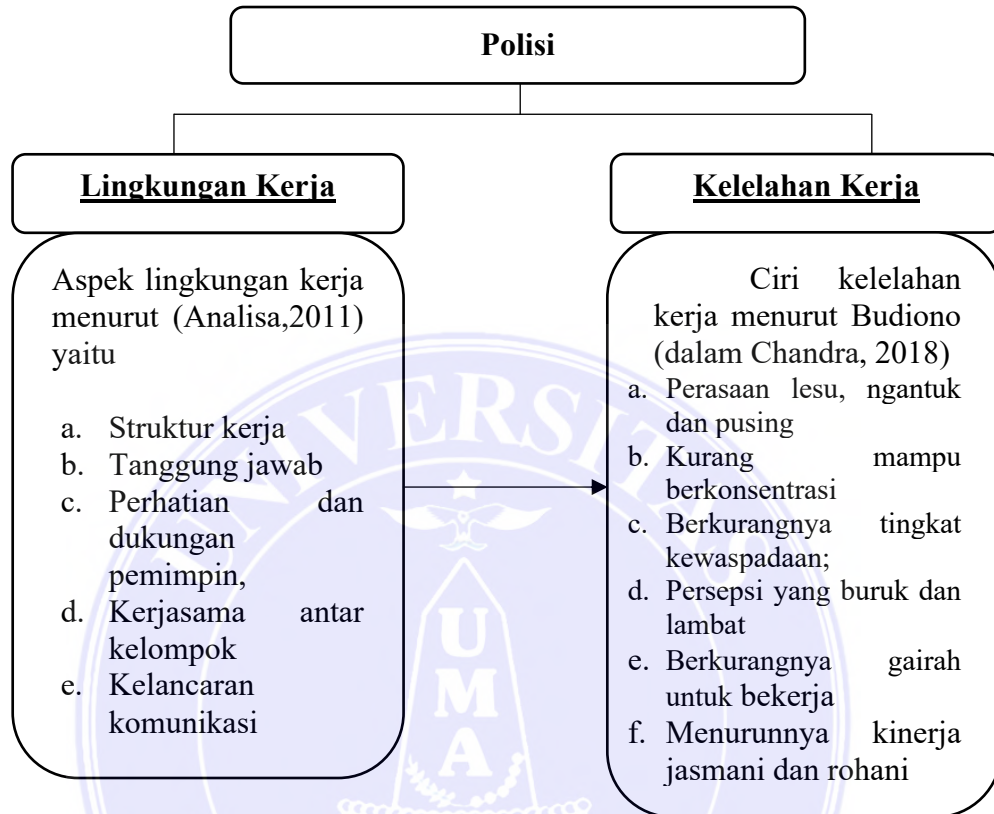 Polisi
Lingkungan Kerja
Aspek lingkungan kerja
menurut (Analisa,2011)
yaitu
a. Struktur kerja
b. Tanggung jawab
c. Perhatian dan
dukungan
pemimpin,
d. Kerjasama antar
kelompok
e. Kelancaran
komunikasi
Kelelahan Kerja
Ciri kelelahan
kerja menurut Budiono
(dalam Chandra, 2018)
a. Perasaan lesu, ngantuk
dan pusing
b. Kurang mampu
berkonsentrasi
c. Berkurangnya tingkat
kewaspadaan;
d. Persepsi yang buruk dan
lambat
e. Berkurangnya gairah
untuk bekerja
f. Menurunnya kinerja
jasmani dan rohani
UNIVERSITAS
UMA